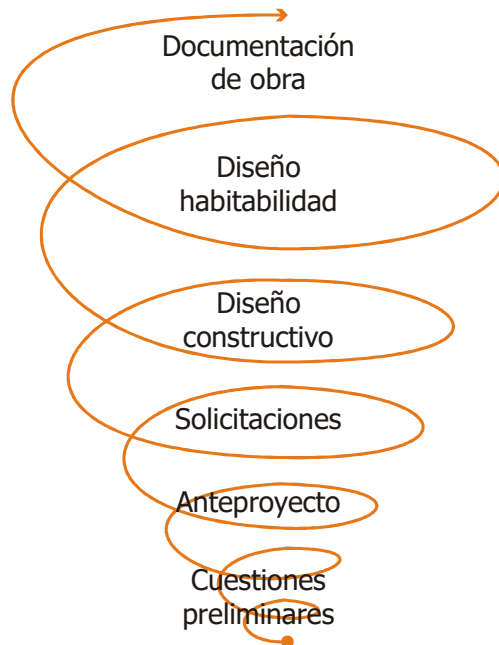 Documentación
de obra
Diseño
habitabilidad
Diseño
constructivo
Solicitaciones
Anteproyecto
Cuestiones
preliminares